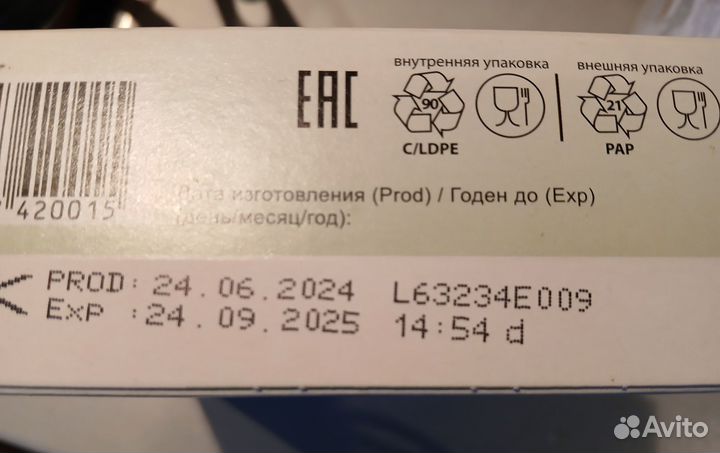 внутренняя упаковка
внешняя упаковка
EAC
90
21
C/LDPE
PAP
420015
Дата изготовления (Prod) / Годен до (Exp)
(день/месяц/год):
PROD: 24.06.2024 L63234E009
ExP :24.09.2025 14:54 d
Avito